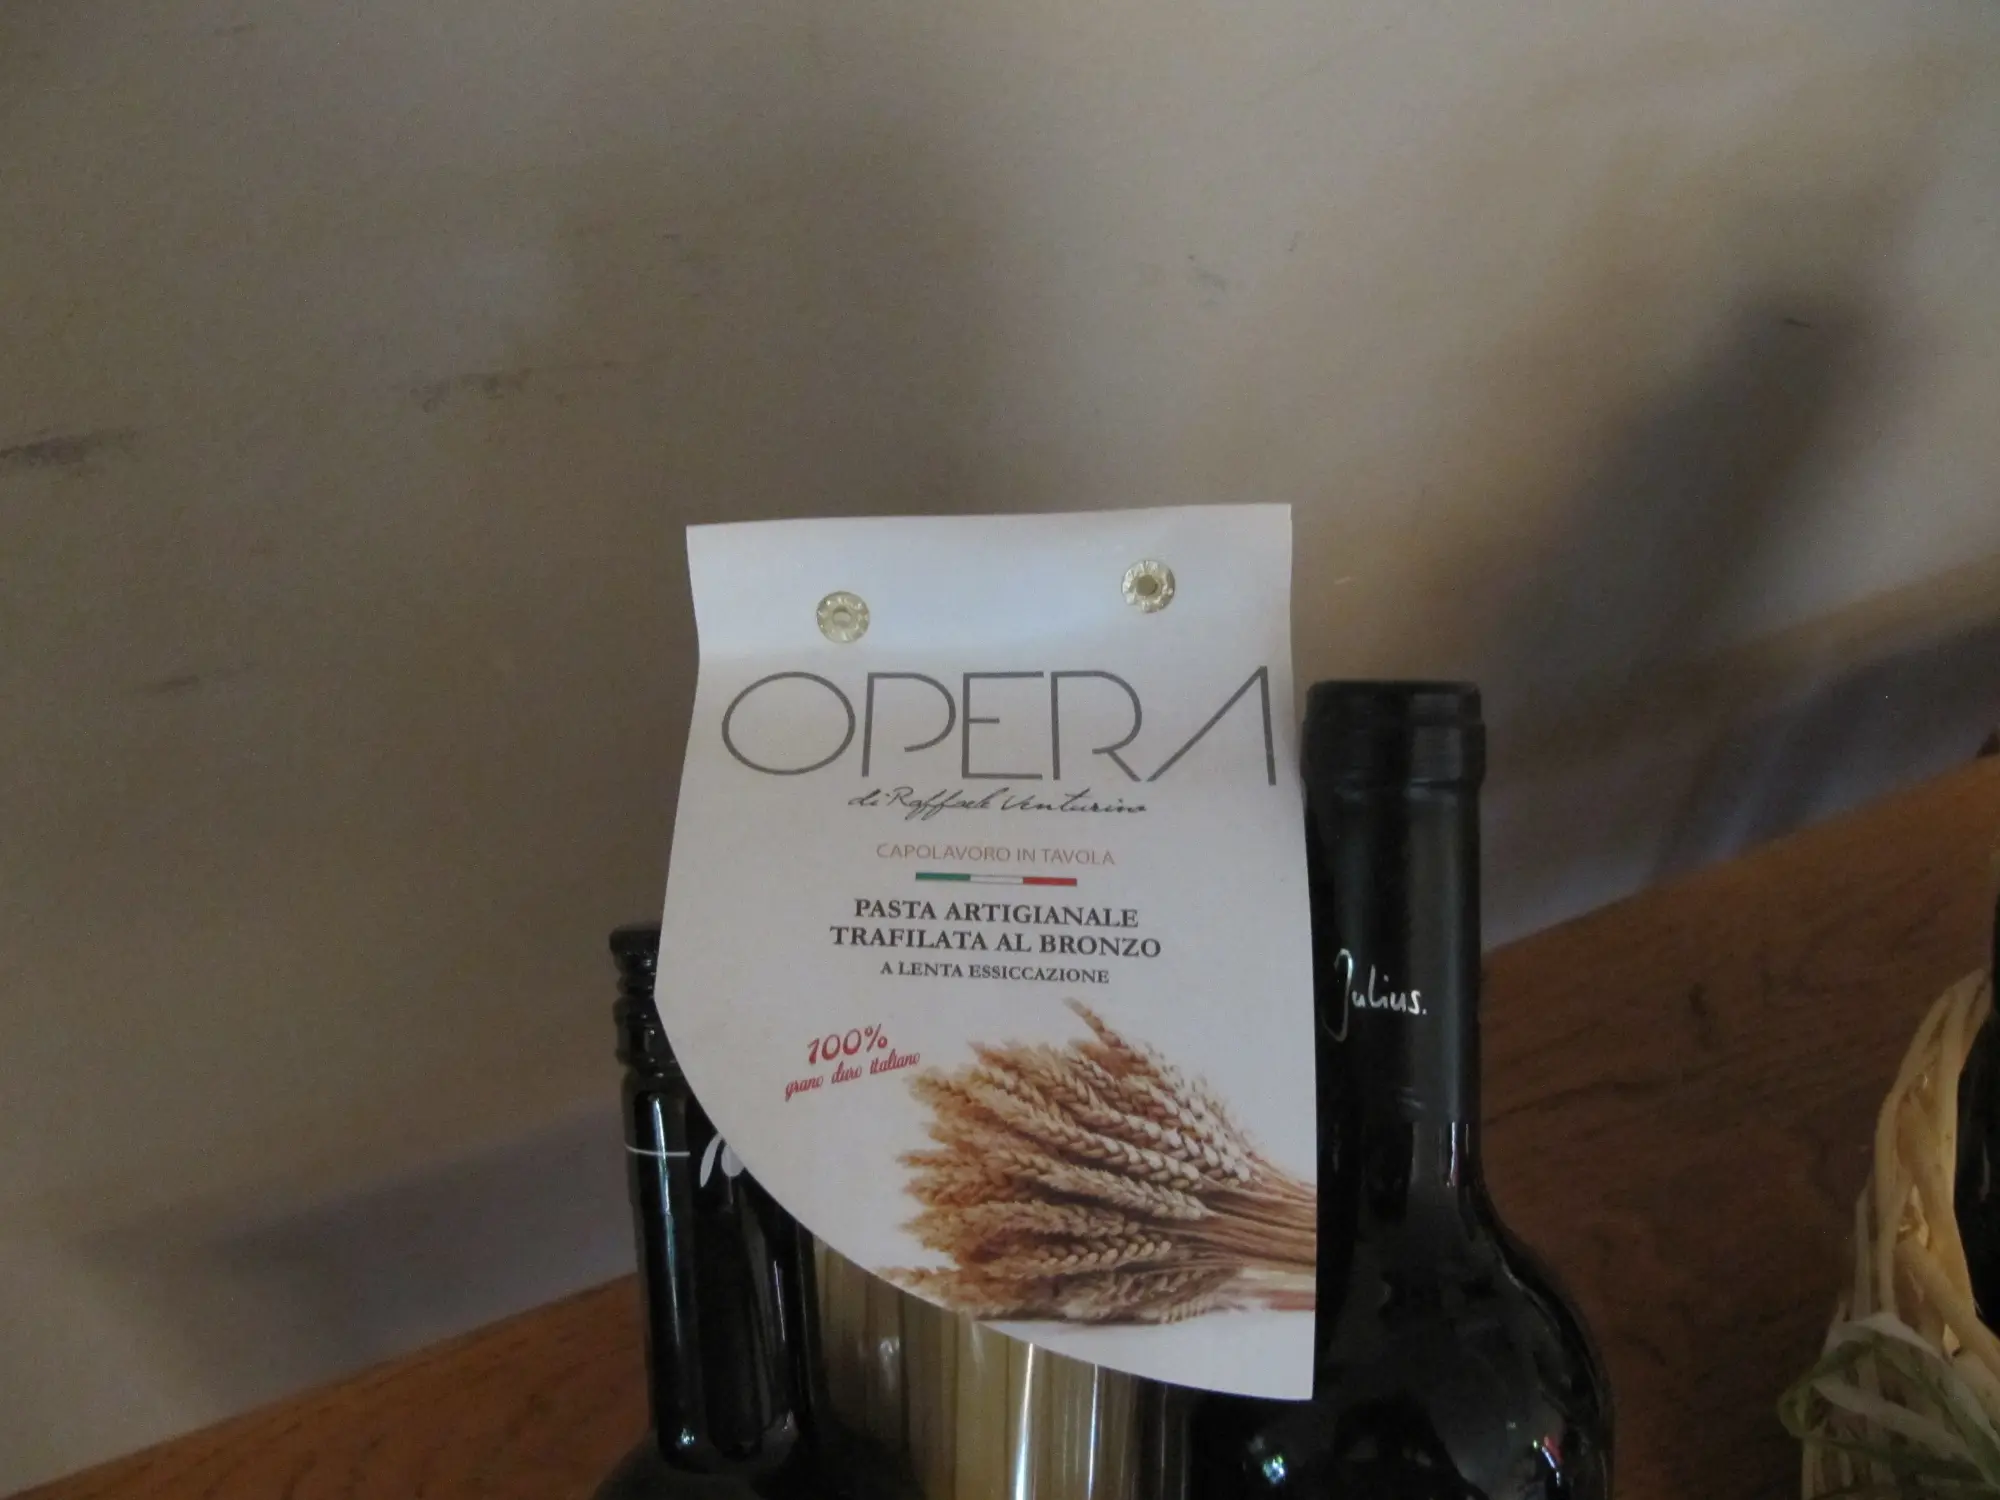 OPERA
di Raffaele Venturino
CAPOLAVORO IN TAVOLA
PASTA ARTIGIANALE
TRAFILATA AL BRONZO
A LENTA ESSICCAZIONE
100%
grano duro italiano
Julius.